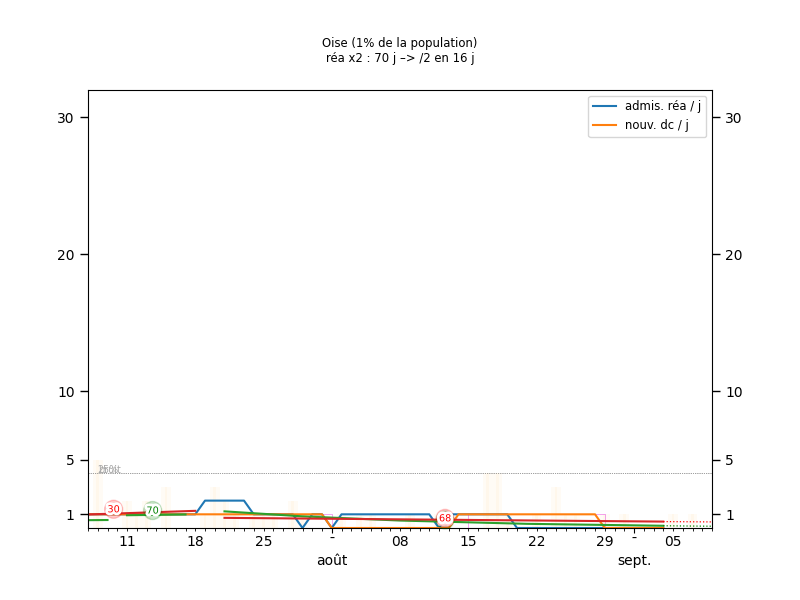 Oise (1% de la population)
réa x2 : 70 j –> /2 en 16 j
admis. réa / j
nouv. dc / j
30 30
20 20
10 10
5 5
1 1
30 70 68
11 18 25 - 08 15 22 29 - 05
août sept.